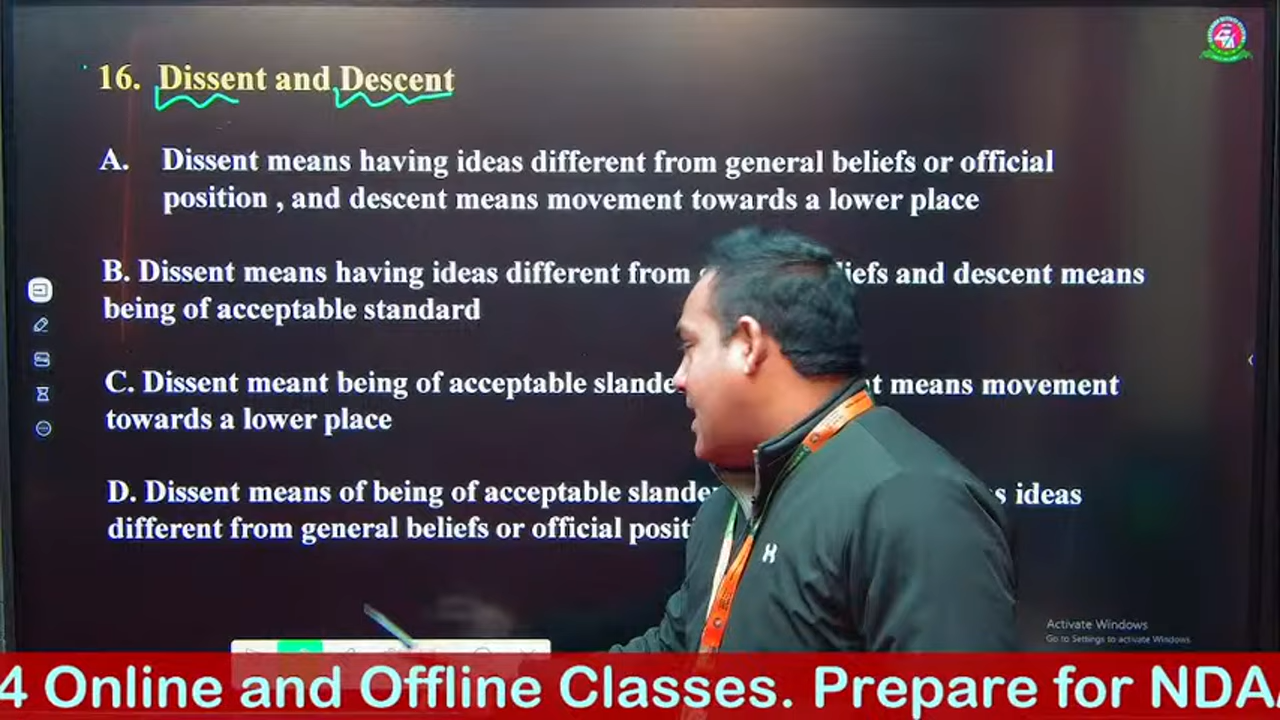 16. Dissent and Descent
A. Dissent means having ideas different from general beliefs or official
position , and descent means movement towards a lower place
B. Dissent means having ideas different from iefs and descent means
being of acceptable standard
C. Dissent meant being of acceptable slande t means movement
towards a lower place
D. Dissent means of being of acceptable slander s ideas
different from general beliefs or official posit
Activate Windows
Go to Settings to activate Windows.
4 Online and Offline Classes. Prepare for NDA.